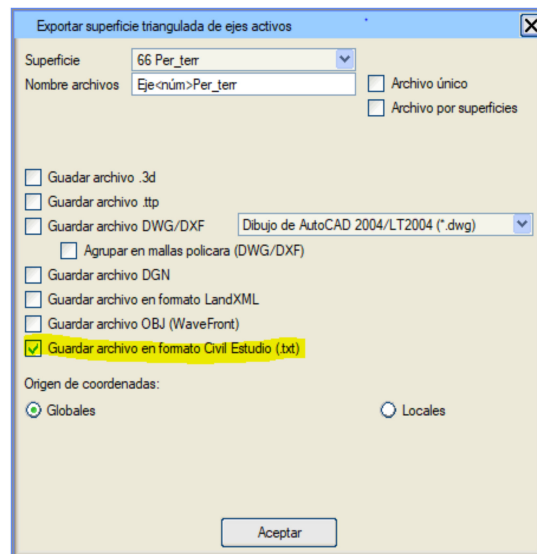 Exportar superficie triangulada de ejes activos
Superficie 66 Per_terr
Nombre archivos Eje<núm>Per_terr Archivo único
Archivo por superficies
Guadar archivo .3d
Guardar archivo .ttp
Guardar archivo DWG/DXF Dibujo de AutoCAD 2004/LT2004 (*.dwg)
Agrupar en mallas policara (DWG/DXF)
Guardar archivo DGN
Guardar archivo en formato LandXML
Guardar archivo OBJ (WaveFront)
Guardar archivo en formato Civil Estudio (.txt)
Origen de coordenadas:
Globales Locales
Aceptar